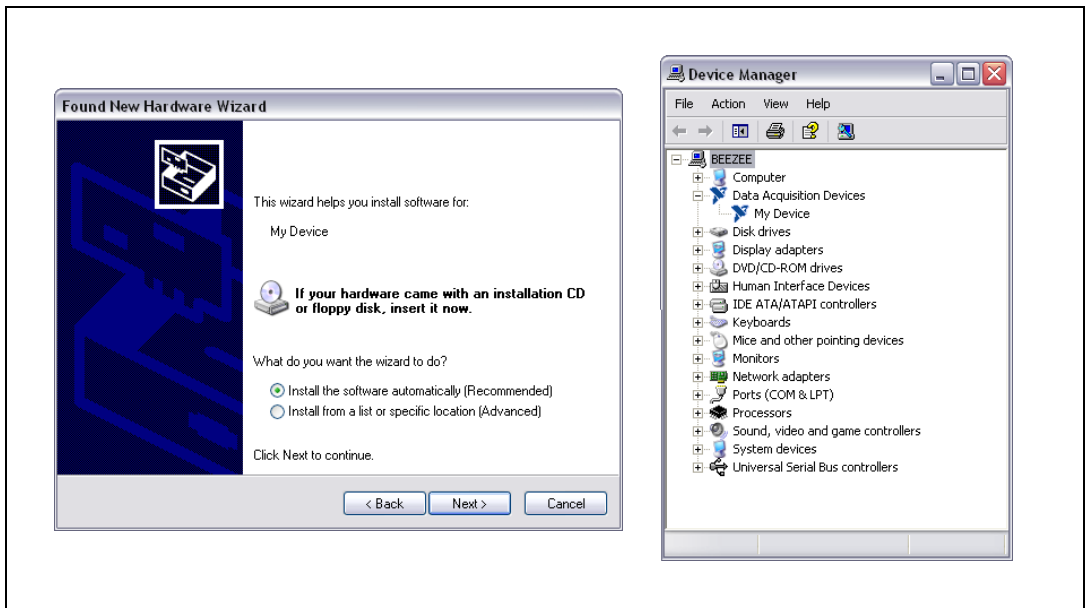 Found New Hardware Wizard
This wizard helps you install software for:
My Device
If your hardware came with an installation CD
or floppy disk, insert it now.
What do you want the wizard to do?
Install the software automatically (Recommended)
Install from a list or specific location (Advanced)
Click Next to continue.
< Back
Next >
Cancel
Device Manager
File Action View Help
BEEZEE
Computer
Data Acquisition Devices
My Device
Disk drives
Display adapters
DVD/CD-ROM drives
Human Interface Devices
IDE ATA/ATAPI controllers
Keyboards
Mice and other pointing devices
Monitors
Network adapters
Ports (COM & LPT)
Processors
Sound, video and game controllers
System devices
Universal Serial Bus controllers